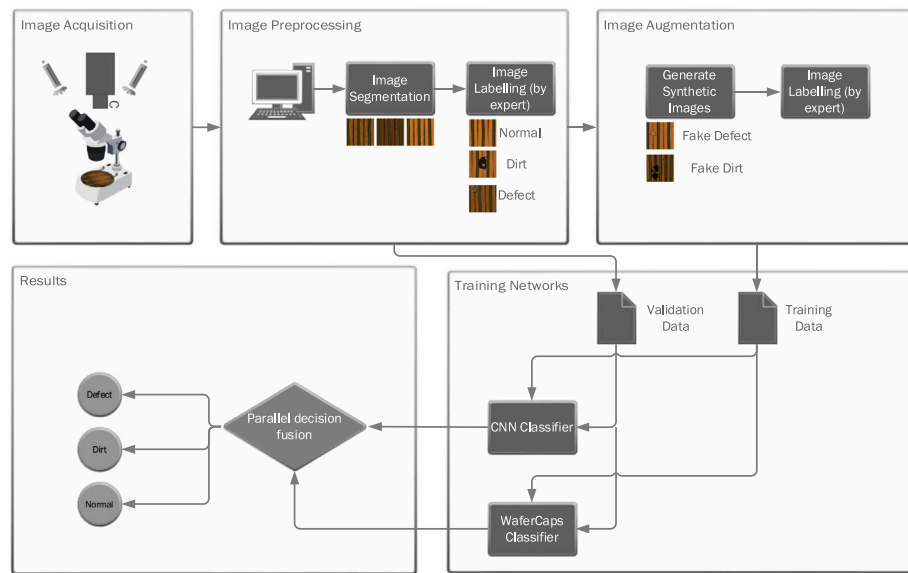 Image Acquisition
Image Preprocessing
Image
Segmentation
Image
Labelling (by
expert)
Normal
Dirt
Defect
Image Augmentation
Generate
Synthetic
Images
Image
Labelling (by
expert)
Fake Defect
Fake Dirt
Results
Defect
Dirt
Normal
Parallel decision
fusion
Training Networks
Validation
Data
Training
Data
CNN Classifier
WaferCaps
Classifier